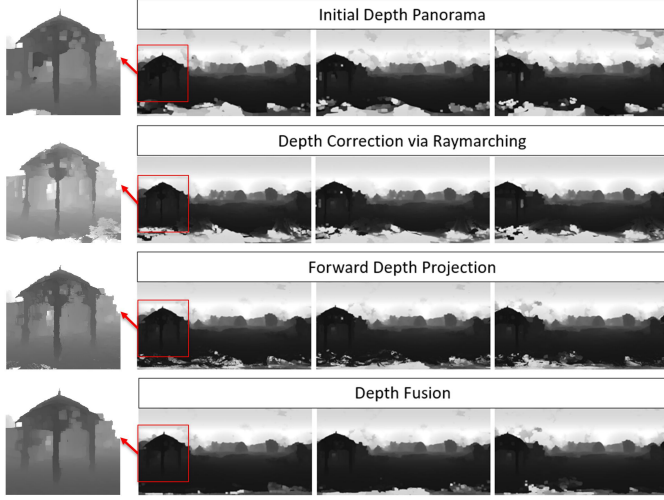 Initial Depth Panorama
Depth Correction via Raymarching
Forward Depth Projection
Depth Fusion